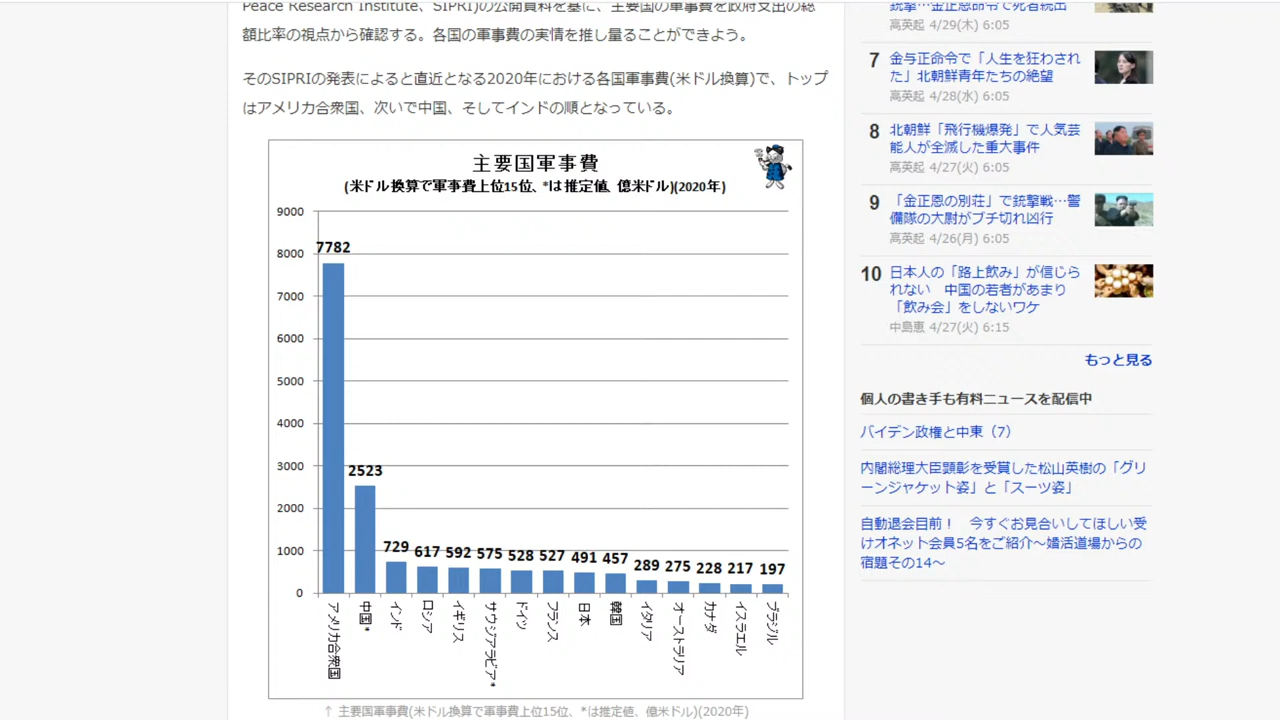 Peace Research Institute、SIPRI)の公開資料を基に、主要国の軍事費を政府支出の総
額比率の視点から確認する。各国の軍事費の実情を推し量ることができよう。
そのSIPRIの発表によると直近となる2020年における各国軍事費(米ドル換算)で、トップ
はアメリカ合衆国、次いで中国、そしてインドの順となっている。
主要国軍事費
(米ドル換算で軍事費上位15位、*は推定値、億米ドル)(2020年)
9000
8000
7000
6000
5000
4000
3000
2000
1000
0
7782
2523
729
617
592
575
528
527
491
457
289
275
228
217
197
アメリカ合衆国
中国*
インド
ロシア
イギリス
サウジアラビア*
ドイツ
フランス
日本
韓国
イタリア
オーストラリア
カナダ
イスラエル
ブラジル
↑ 主要国軍事費(米ドル換算で軍事費上位15位、*は推定値、億米ドル)(2020年)
銃撃…金正恩命令で死者続出
高英起 4/29(木) 6:05
7
金与正命令で「人生を狂わされ
た」北朝鮮青年たちの絶望
高英起 4/28(水) 6:05
8
北朝鮮「飛行機爆発」で人気芸
能人が全滅した重大事件
高英起 4/27(火) 6:05
9
「金正恩の別荘」で銃撃戦…警
備隊の大尉がブチ切れ凶行
高英起 4/26(月) 6:05
10
日本人の「路上飲み」が信じら
れない 中国の若者があまり
「飲み会」をしないワケ
中島恵 4/27(火) 6:15
もっと見る
個人の書き手も有料ニュースを配信中
バイデン政権と中東（7）
内閣総理大臣顕彰を受賞した松山英樹の「グリ
ーンジャケット姿」と「スーツ姿」
自動退会目前！ 今すぐお見合いしてほしい受
けオネット会員5名をご紹介～婚活道場からの
宿題その14～